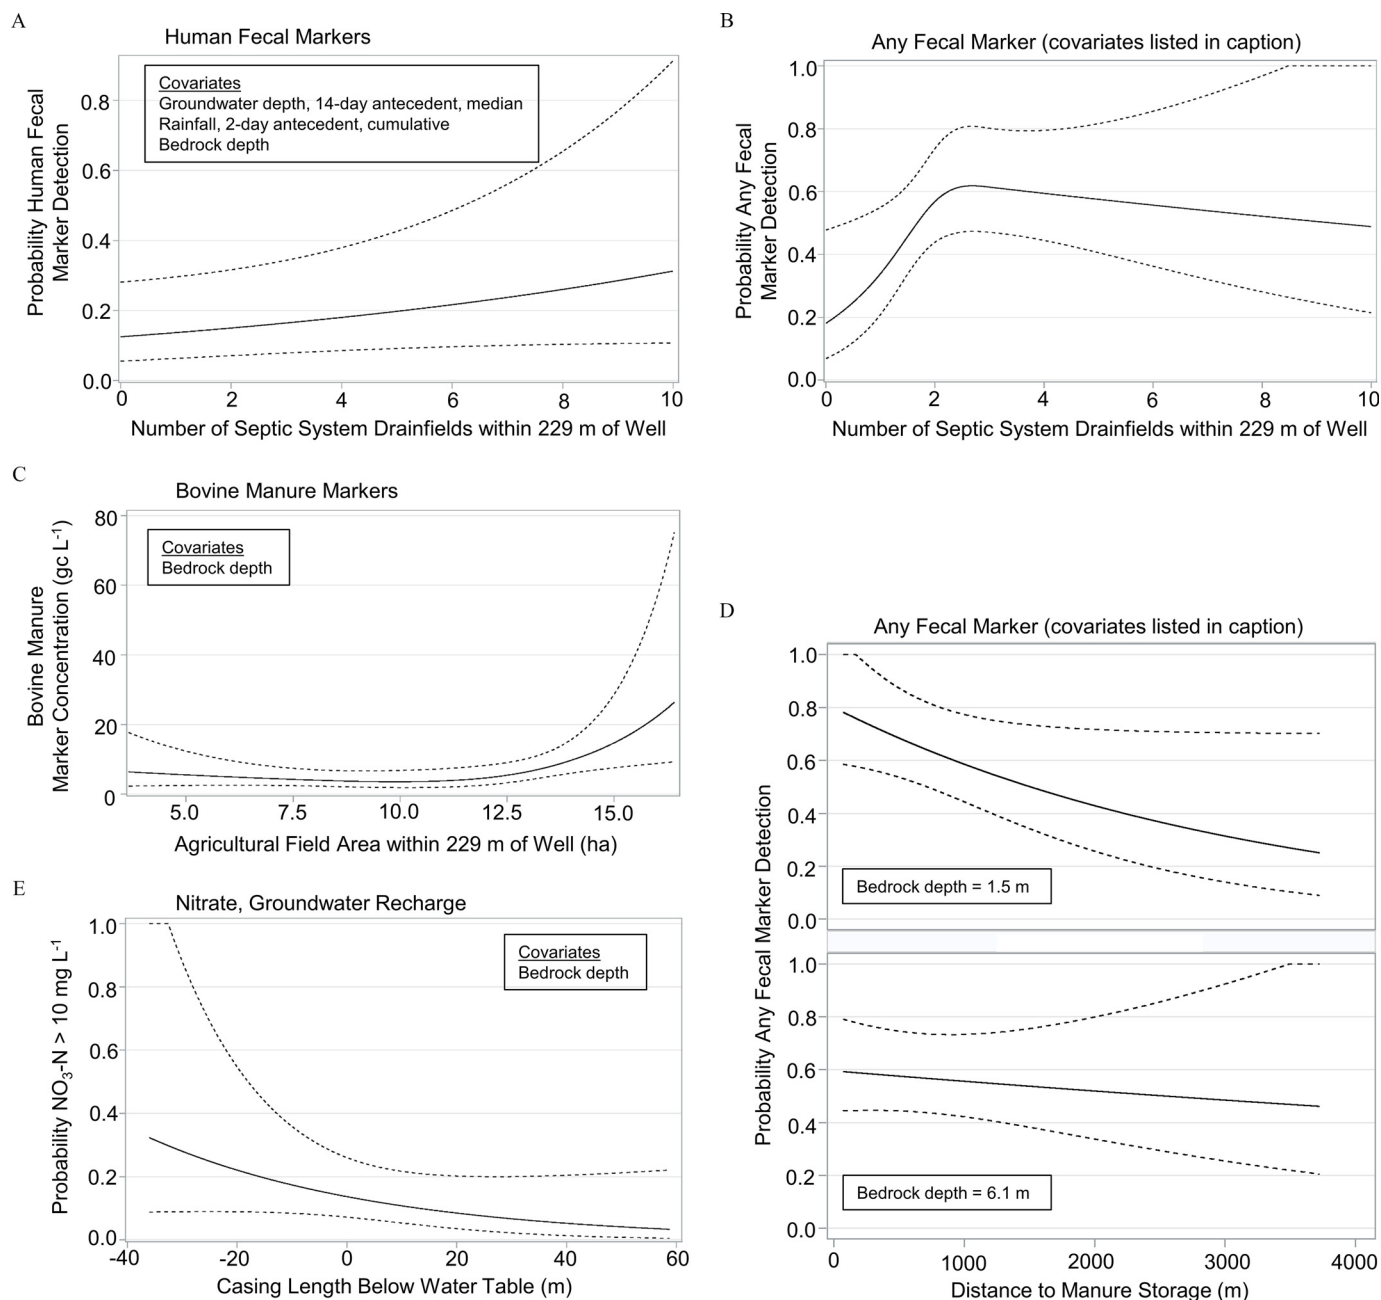 A
Human Fecal Markers
Probability Human Fecal
Marker Detection
0.8
0.6
0.4
0.2
0.0
Covariates
Groundwater depth, 14-day antecedent, median
Rainfall, 2-day antecedent, cumulative
Bedrock depth
0 2 4 6 8 10
Number of Septic System Drainfields within 229 m of Well
B
Any Fecal Marker (covariates listed in caption)
Probability Any Fecal
Marker Detection
1.0
0.8
0.6
0.4
0.2
0.0
0 2 4 6 8 10
Number of Septic System Drainfields within 229 m of Well
C
Bovine Manure Markers
Bovine Manure
Marker Concentration (gc L-1)
80
60
40
20
0
Covariates
Bedrock depth
5.0 7.5 10.0 12.5 15.0
Agricultural Field Area within 229 m of Well (ha)
D
Any Fecal Marker (covariates listed in caption)
Probability Any Fecal Marker Detection
1.0
0.8
0.6
0.4
0.2
0.0
Bedrock depth = 1.5 m
1.0
0.8
0.6
0.4
0.2
0.0
Bedrock depth = 6.1 m
0 1000 2000 3000 4000
Distance to Manure Storage (m)
E
Nitrate, Groundwater Recharge
Probability NO3-N > 10 mg L-1
1.0
0.8
0.6
0.4
0.2
0.0
Covariates
Bedrock depth
-40 -20 0 20 40 60
Casing Length Below Water Table (m)